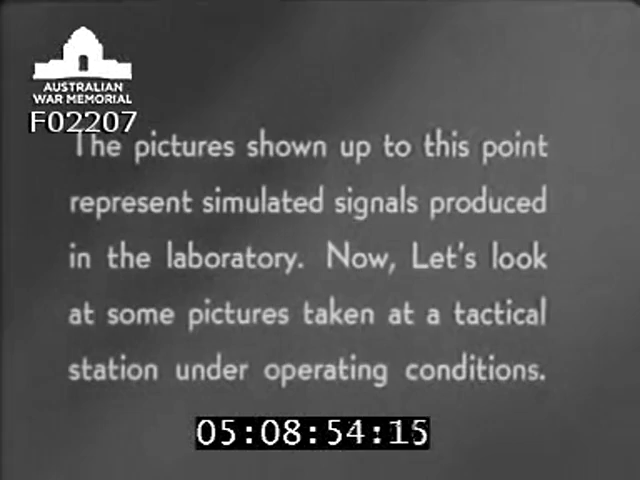 AUSTRALIAN
WAR MEMORIAL
F02207
The pictures shown up to this point
represent simulated signals produced
in the laboratory. Now, Let's look
at some pictures taken at a tactical
station under operating conditions.
05:08:54:15